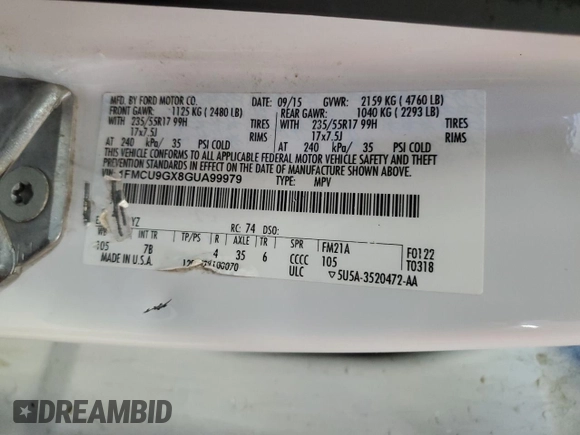 MFD. BY FORD MOTOR CO.
DATE: 09/15 GVWR: 2159 KG ( 4760 LB)
FRONT GAWR: 1125 KG ( 2480 LB)
REAR GAWR: 1040 KG ( 2293 LB)
WITH 235/55R17 99H TIRES
WITH 235/55R17 99H TIRES
17x7.5J RIMS
17x7.5J RIMS
AT 240 kPa/ 35 PSI COLD
AT 240 kPa/ 35 PSI COLD
THIS VEHICLE CONFORMS TO ALL APPLICABLE FEDERAL MOTOR VEHICLE SAFETY AND BUMPER
STANDARDS IN EFFECT ON THE DATE OF MANUFACTURE SHOWN ABOVE.
VIN: 1FMCU9GX8GUA99979
TYPE: MPV
YZ RC: 74 DSO:
INT TR TP/PS R AXLE TR SPR FM21A F0122
105 7B 4 35 6 CCCC 105 T0318
MADE IN U.S.A. ULC ▽5U5A-3520472-AA
DREAMBID